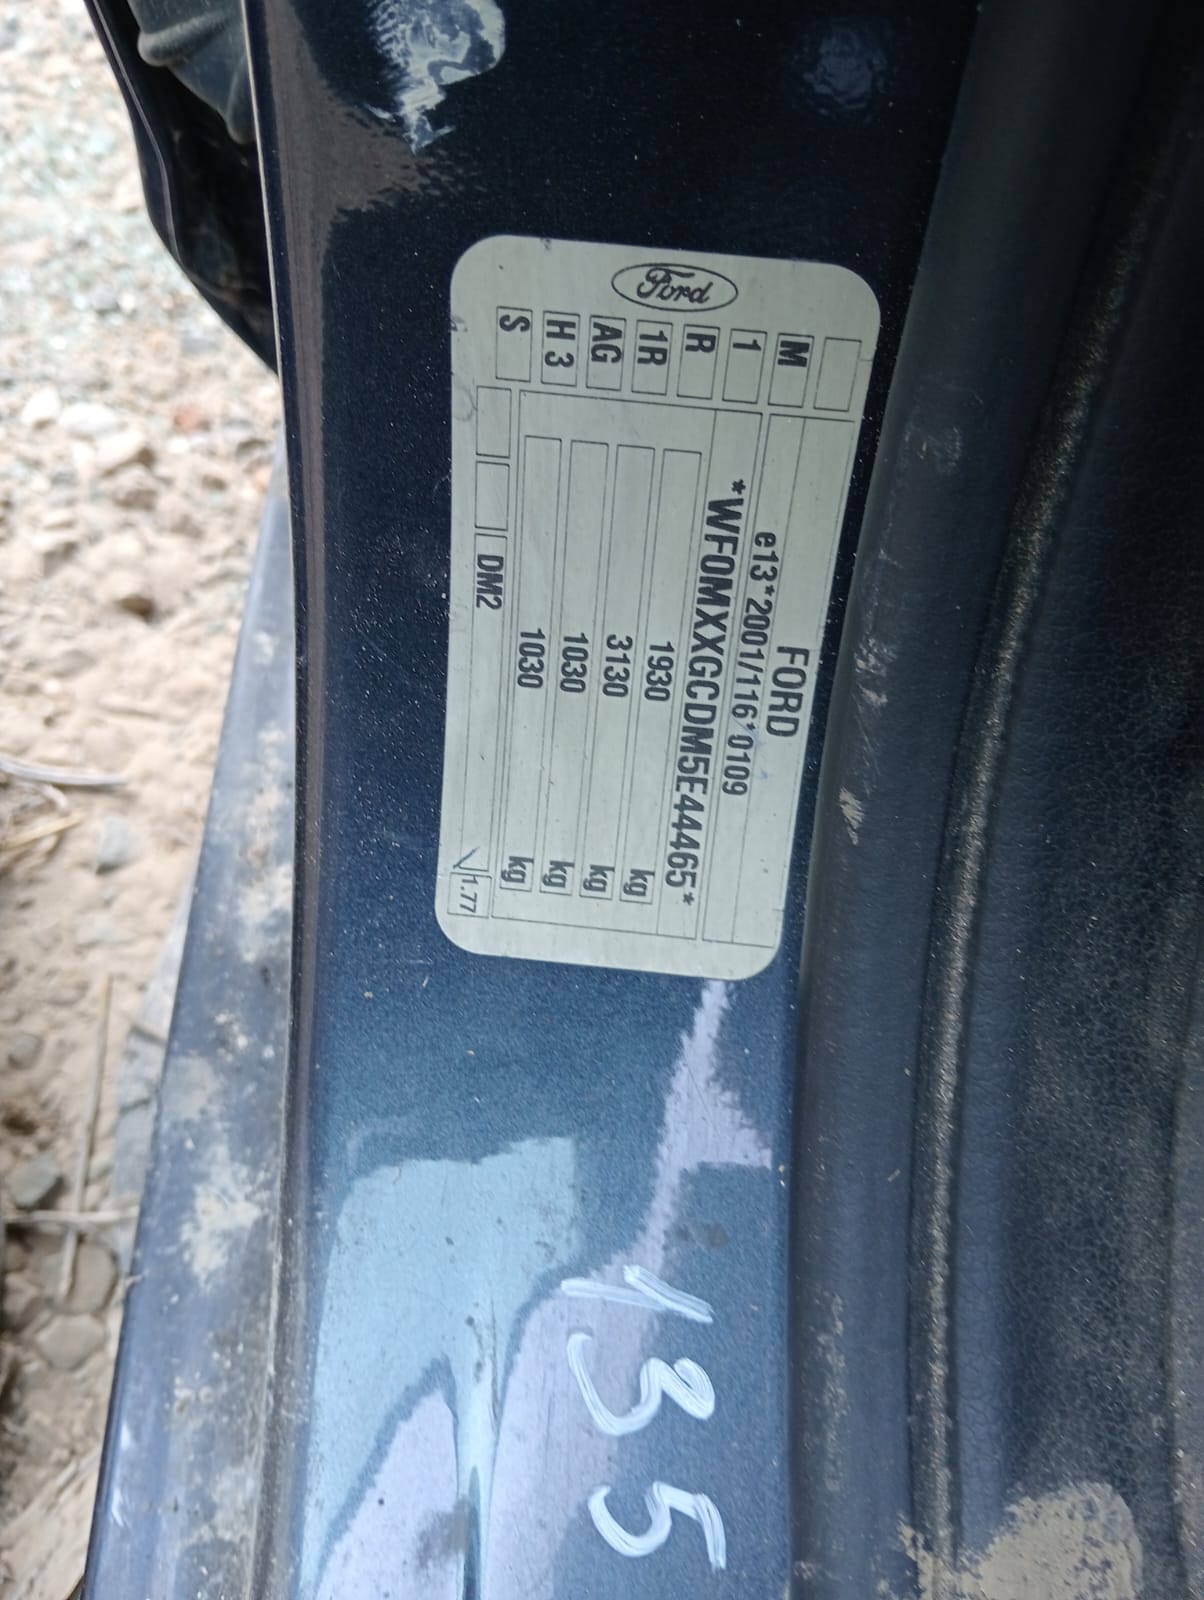 Ford
FORD
e13*2001/116*0109
*WF0MXXGCDM5E44465*
1930 kg
3130 kg
1030 kg
1030 kg
M
1
R
1R
AG
H 3
S
DM2
1.77
135